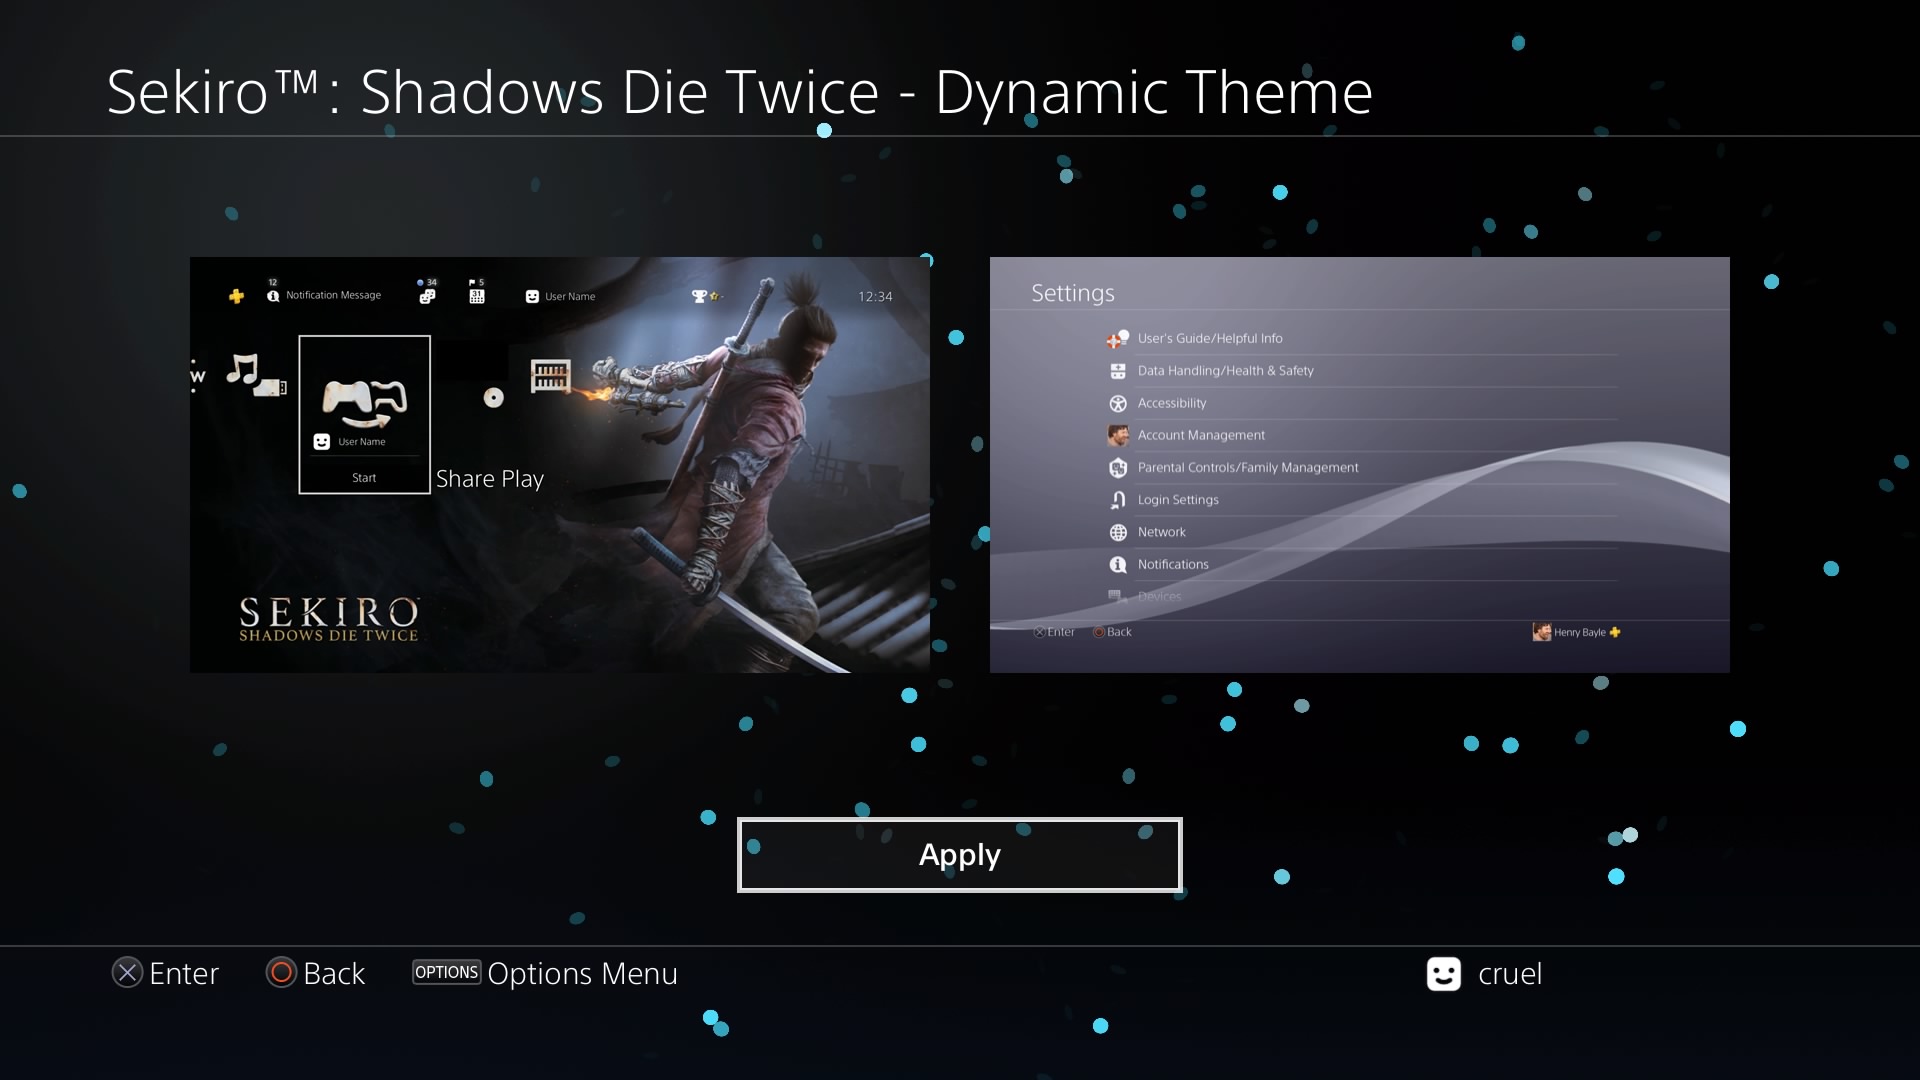 Sekiro™: Shadows Die Twice - Dynamic Theme
12
Notification Message
34
5
31
User Name
-
12:34
w
User Name
Start
Share Play
SEKIRO
SHADOWS DIE TWICE
Settings
User's Guide/Helpful Info
Data Handling/Health & Safety
Accessibility
Account Management
Parental Controls/Family Management
Login Settings
Network
Notifications
Devices
Enter
Back
Henry Bayle
Apply
Enter
Back
OPTIONS Options Menu
cruel